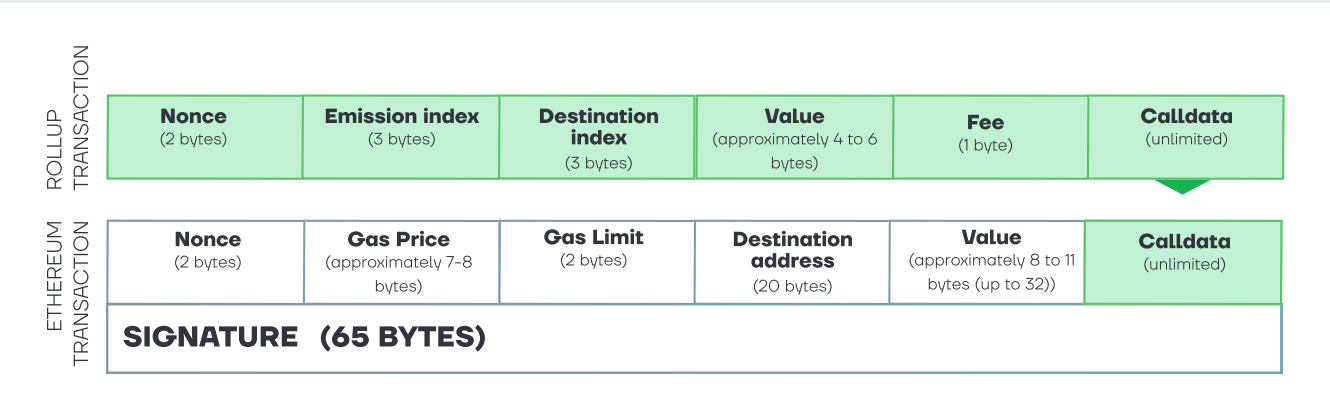 ROLLUP
TRANSACTION
Nonce
(2 bytes)
Emission index
(3 bytes)
Destination
index
(3 bytes)
Value
(approximately 4 to 6
bytes)
Fee
(1 byte)
Calldata
(unlimited)
ETHEREUM
TRANSACTION
Nonce
(2 bytes)
Gas Price
(approximately 7-8
bytes)
Gas Limit
(2 bytes)
Destination
address
(20 bytes)
Value
(approximately 8 to 11
bytes (up to 32))
Calldata
(unlimited)
SIGNATURE (65 BYTES)